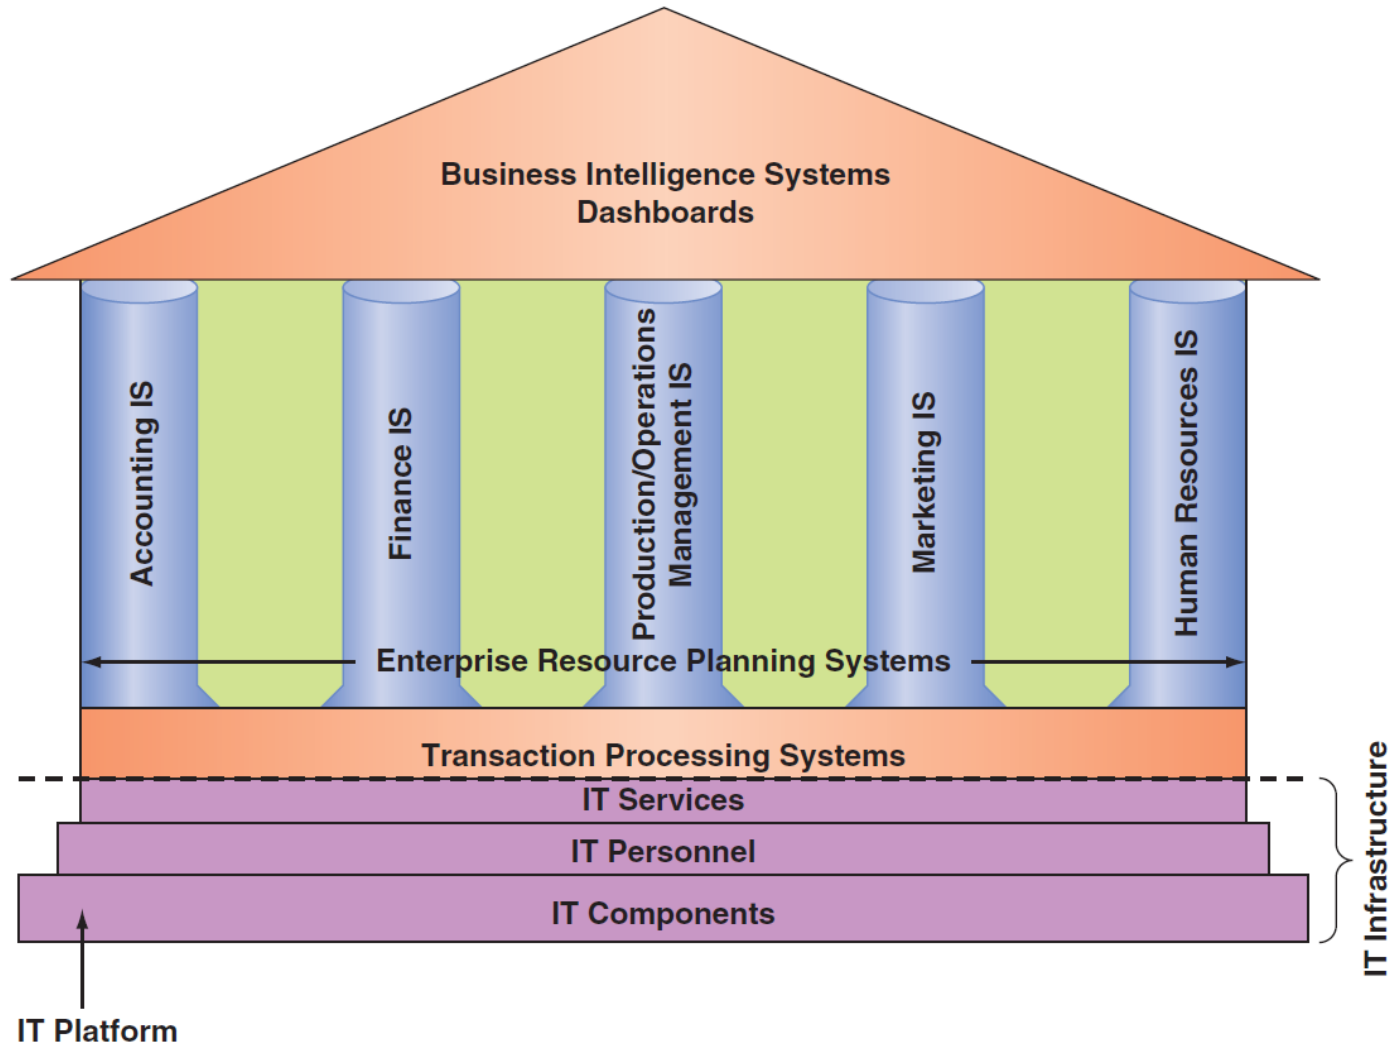 Business Intelligence Systems
Dashboards
Accounting IS
Finance IS
Production/Operations
Management IS
Marketing IS
Human Resources IS
Enterprise Resource Planning Systems
Transaction Processing Systems
IT Services
IT Personnel
IT Components
IT Infrastructure
IT Platform